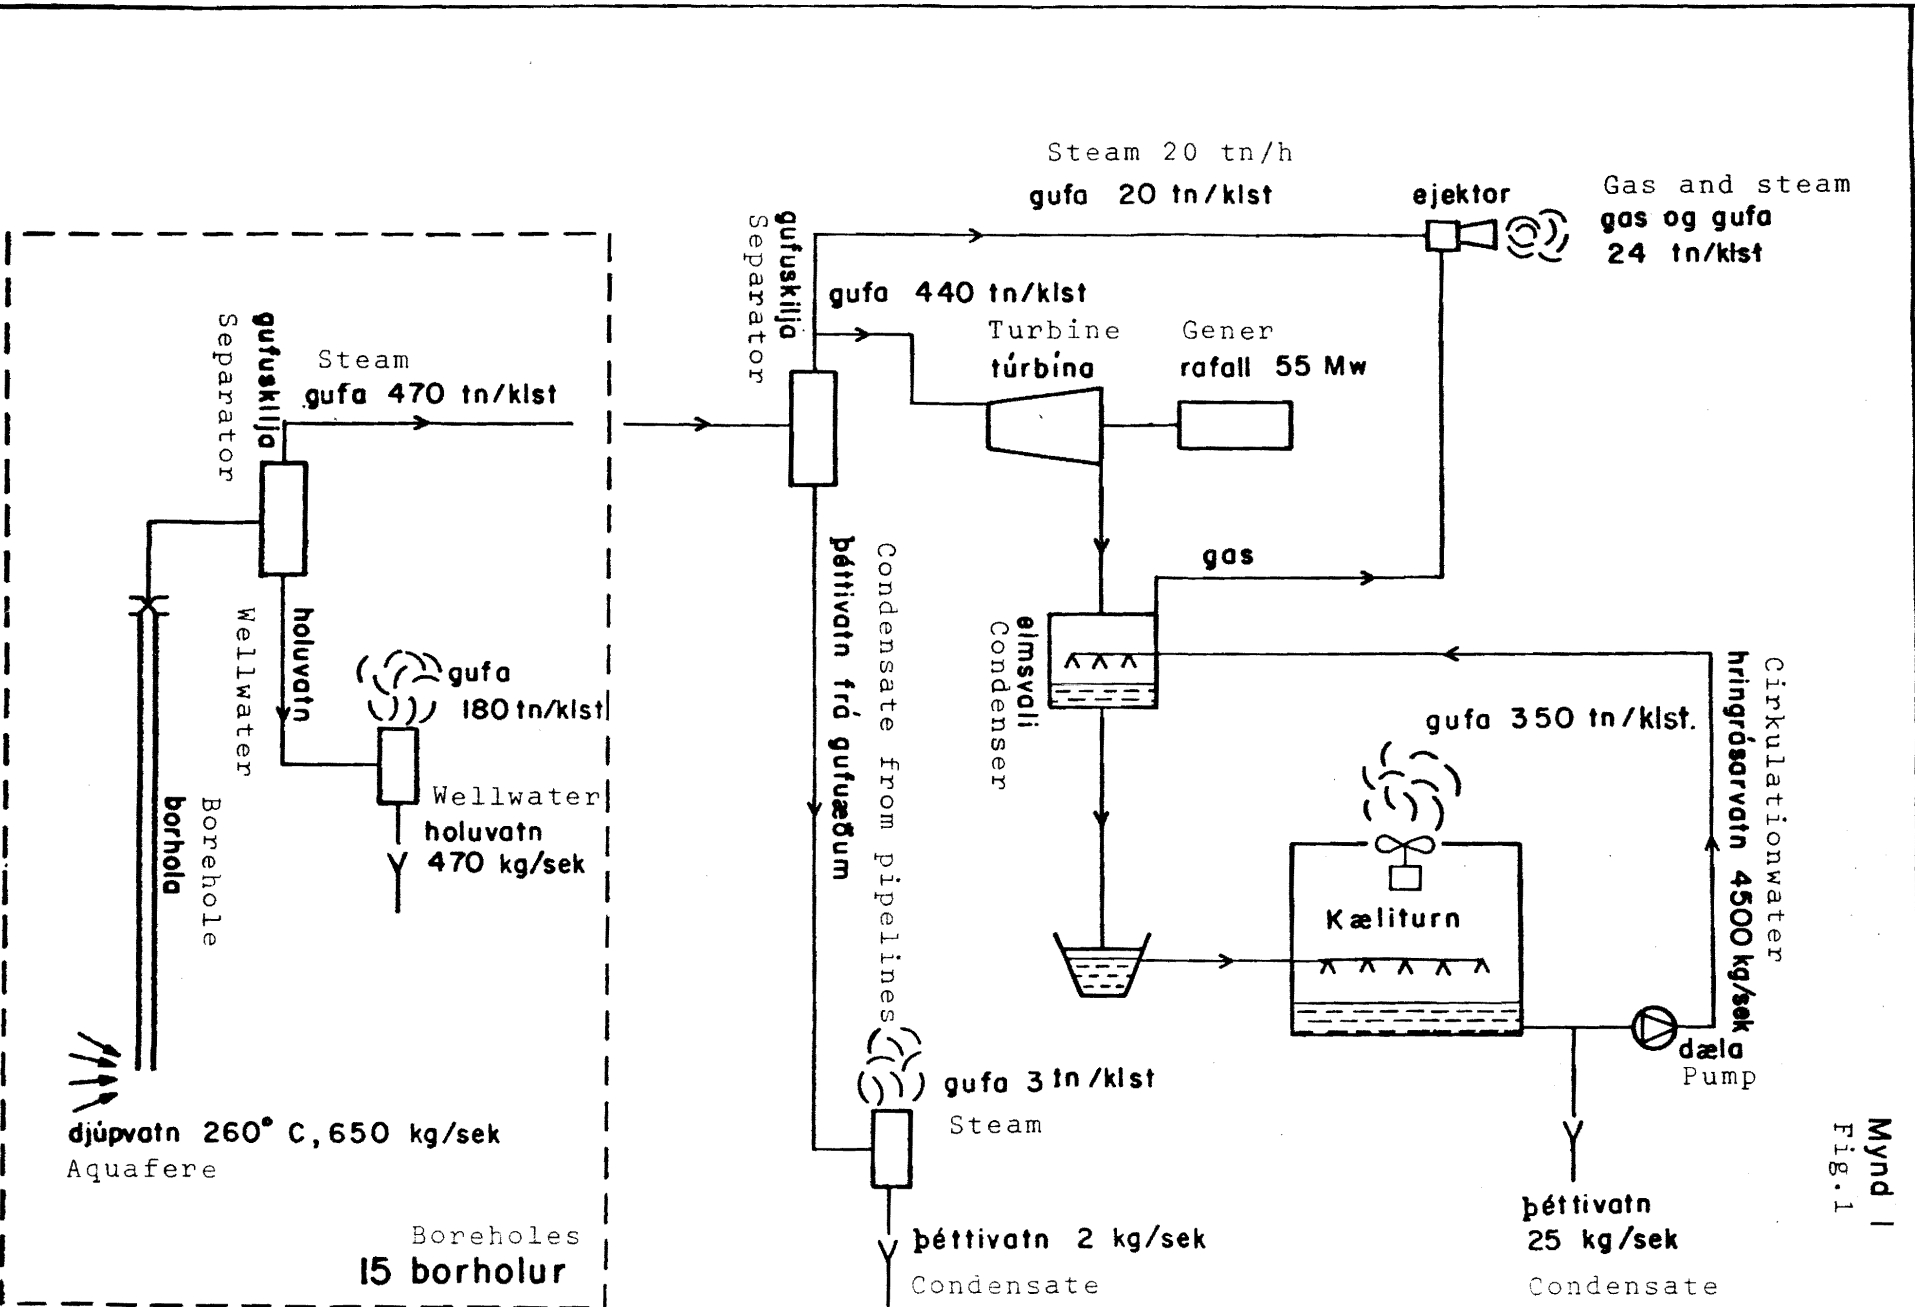 Steam 20 tn/h
gufa 20 tn/klst
ejektor
Gas and steam
gas og gufa
24 tn/klst
gufuskilja
Separator
gufa 440 tn/klst
Turbine
túrbína
Gener
rafall 55 Mw
gufuskilja
Separator
Steam
gufa 470 tn/klst
gas
þéttivatn frá gufuæðum
Condensate from pipelines
holuvatn
Wellwater
gufa
180 tn/klst
eimsvali
Condenser
Cirkulationwater
hringrásarvatn 4500 kg/sek
gufa 350 tn/klst.
Wellwater
holuvatn
470 kg/sek
Borehole
borhola
Kæliturn
dæla
Pump
gufa 3 tn/klst
Steam
djúpvatn 260° C, 650 kg/sek
Aquafere
Mynd 1
Fig.1
þéttivatn
25 kg/sek
Condensate
þéttivatn 2 kg/sek
Condensate
Boreholes
15 borholur